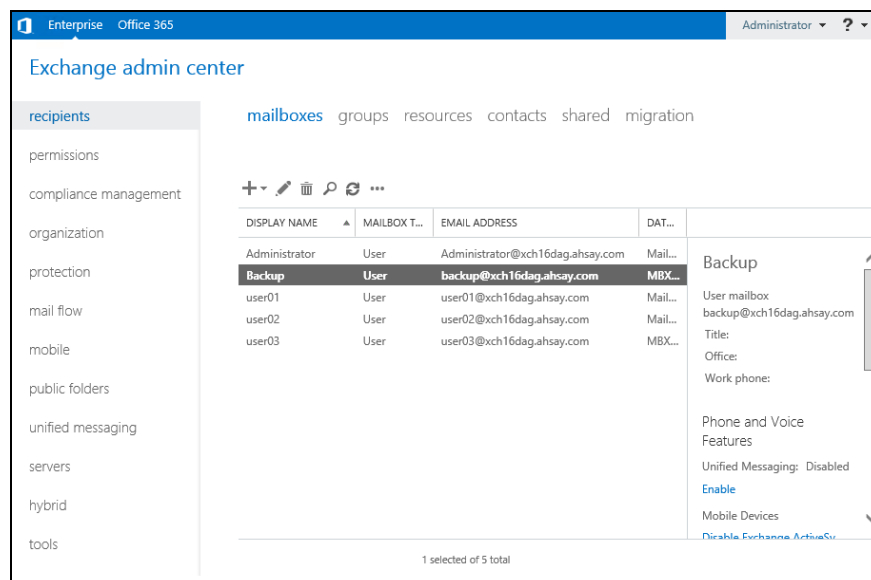 Enterprise Office 365 Administrator ?
Exchange admin center
recipients
permissions
compliance management
organization
protection
mail flow
mobile
public folders
unified messaging
servers
hybrid
tools
mailboxes groups resources contacts shared migration
DISPLAY NAME MAILBOX T... EMAIL ADDRESS DAT...
Administrator User Administrator@xch16dag.ahsay.com Mail...
Backup User backup@xch16dag.ahsay.com MBX...
user01 User user01@xch16dag.ahsay.com Mail...
user02 User user02@xch16dag.ahsay.com Mail...
user03 User user03@xch16dag.ahsay.com MBX...
1 selected of 5 total
Backup
User mailbox
backup@xch16dag.ahsay.com
Title:
Office:
Work phone:
Phone and Voice
Features
Unified Messaging: Disabled
Enable
Mobile Devices
Disable Exchange ActiveSy